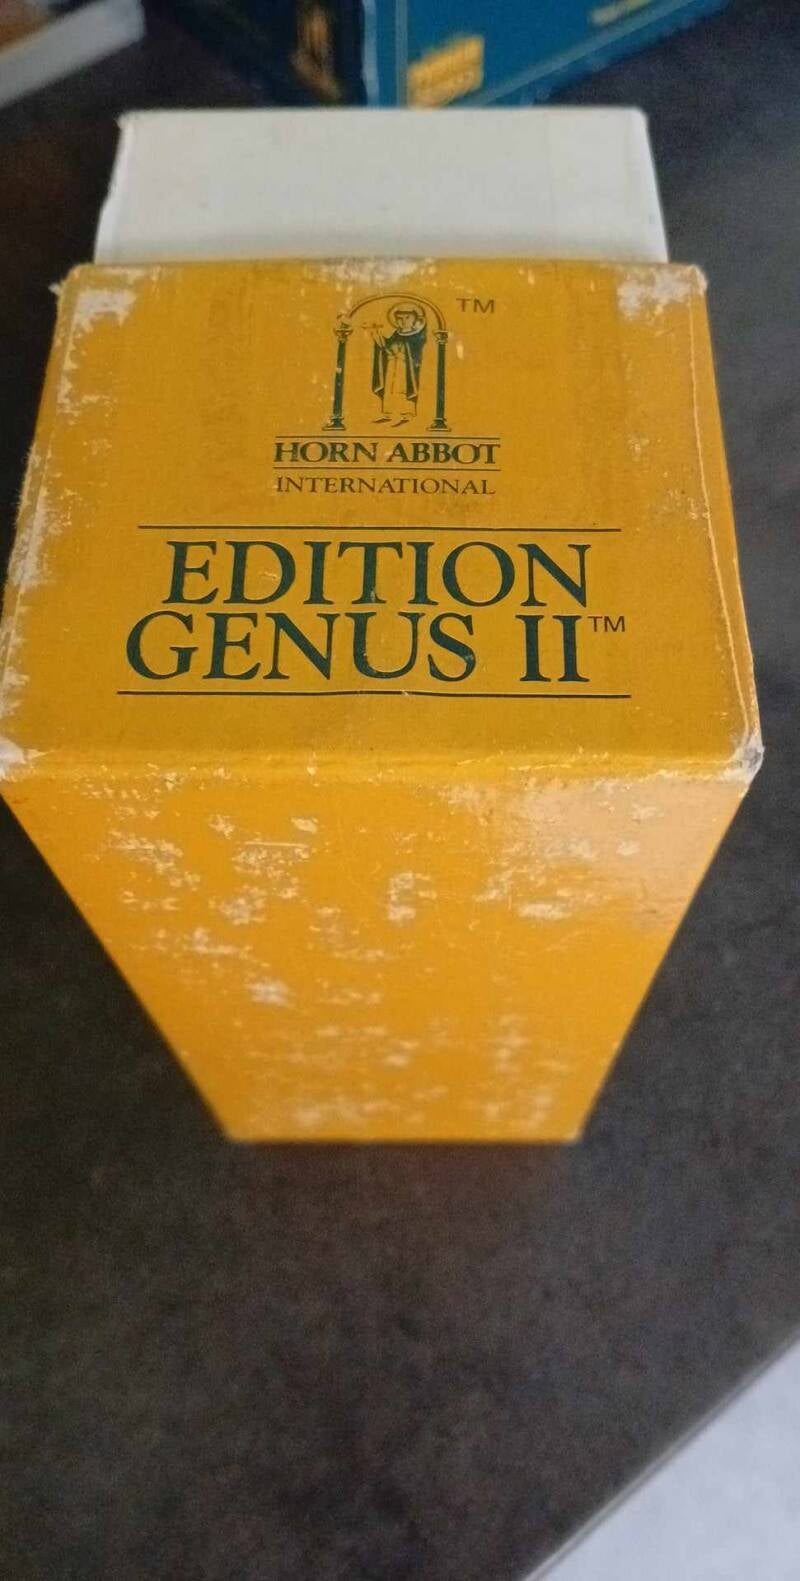 TM
HORN ABBOT
INTERNATIONAL
EDITION
GENUS II™